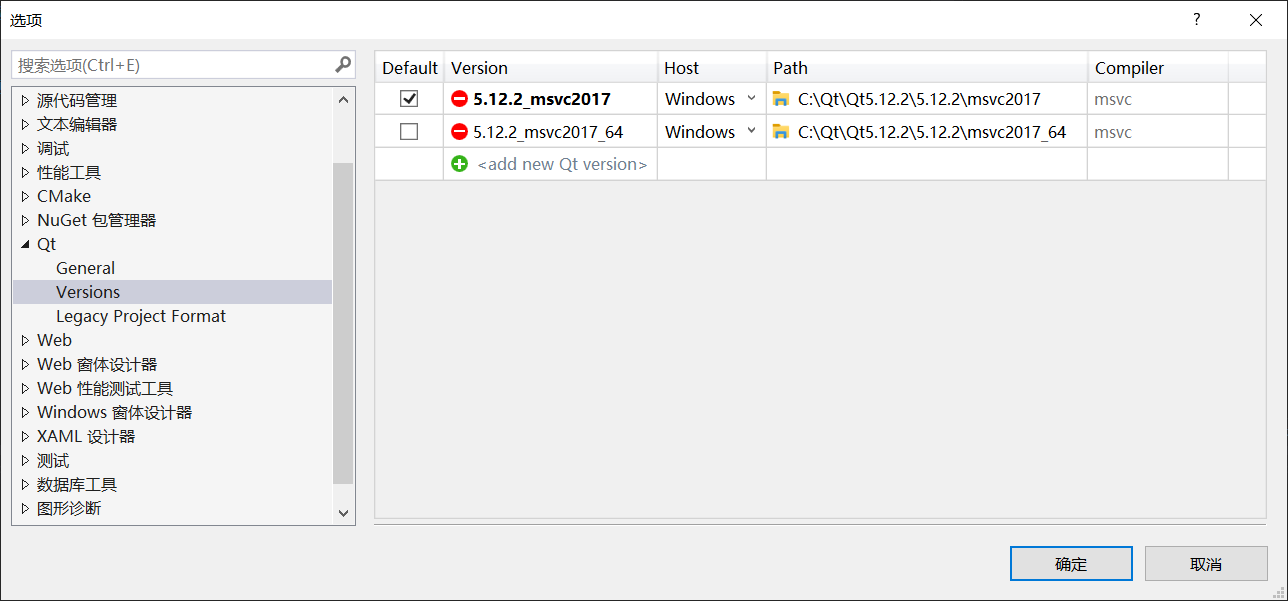 选项
搜索选项(Ctrl+E)
源代码管理
文本编辑器
调试
性能工具
CMake
NuGet 包管理器
Qt
General
Versions
Legacy Project Format
Web
Web 窗体设计器
Web 性能测试工具
Windows 窗体设计器
XAML 设计器
测试
数据库工具
图形诊断
Default Version Host Path Compiler
5.12.2_msvc2017 Windows C:\Qt\Qt5.12.2\5.12.2\msvc2017 msvc
5.12.2_msvc2017_64 Windows C:\Qt\Qt5.12.2\5.12.2\msvc2017_64 msvc
<add new Qt version>
确定 取消